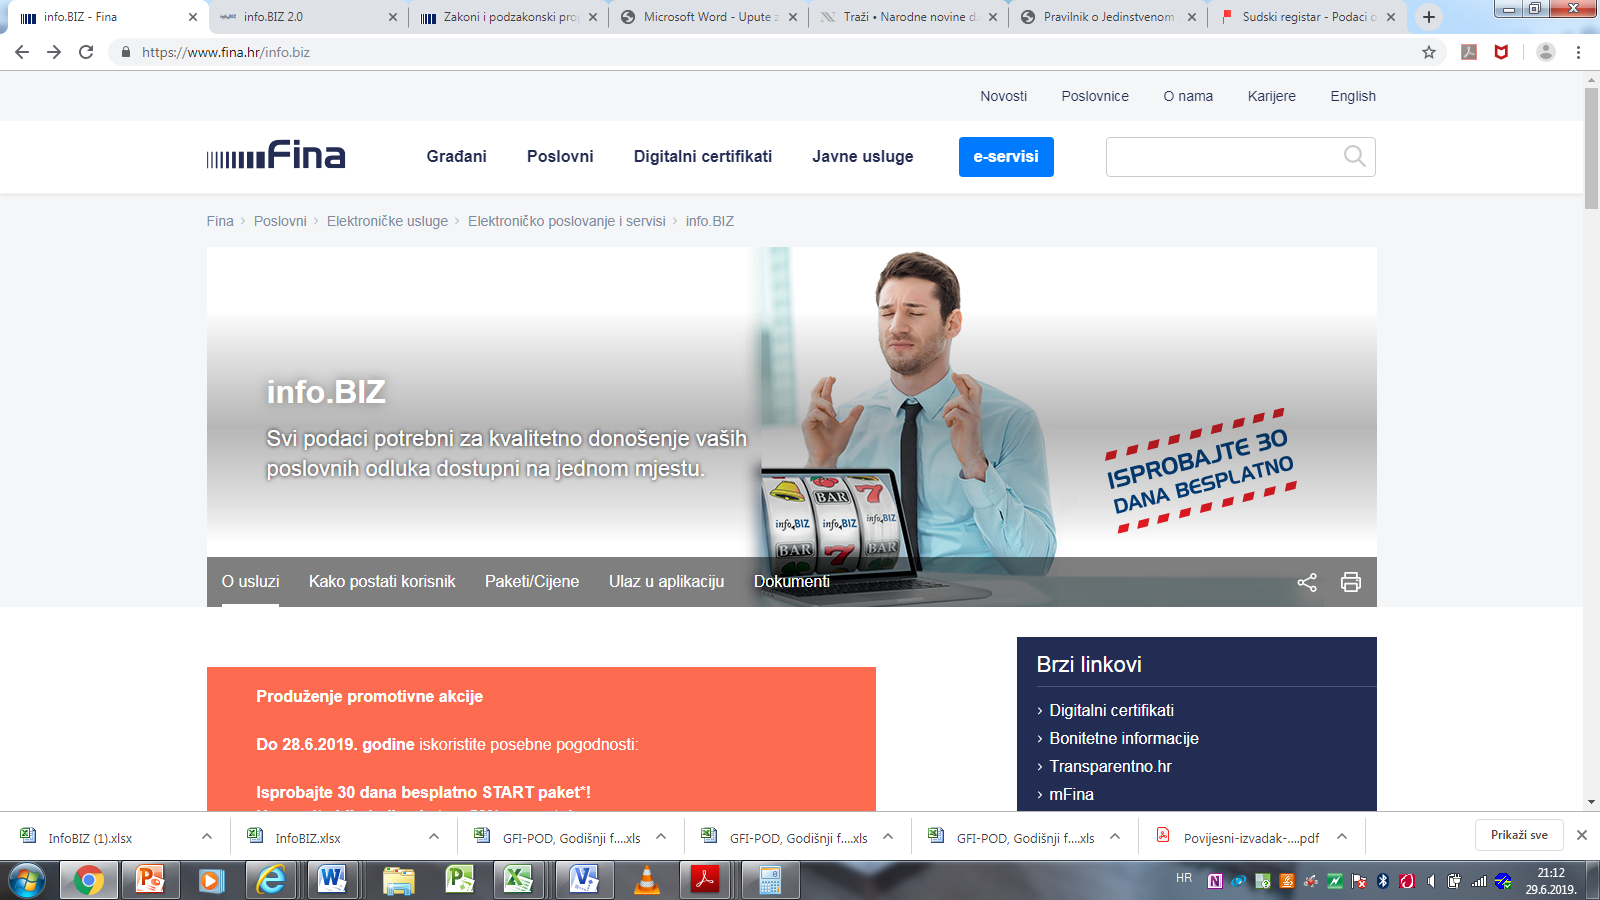 info.BIZ - Fina
info.BIZ 2.0
Zakoni i podzakonski prop
Microsoft Word - Upute z
Traži • Narodne novine d.
Pravilnik o Jedinstvenom
Sudski registar - Podaci o
https://www.fina.hr/info.biz
Novosti
Poslovnice
O nama
Karijere
English
Fina
Građani
Poslovni
Digitalni certifikati
Javne usluge
e-servisi
Fina > Poslovni > Elektroničke usluge > Elektroničko poslovanje i servisi > info.BIZ
info.BIZ
Svi podaci potrebni za kvalitetno donošenje vaših
poslovnih odluka dostupni na jednom mjestu.
ISPROBAJTE 30
DANA BESPLATNO
BAR 7
info.BIZ info.BIZ info.BIZ
BAR 7 BAR
O usluzi
Kako postati korisnik
Paketi/Cijene
Ulaz u aplikaciju
Dokumenti
Produženje promotivne akcije
Do 28.6.2019. godine iskoristite posebne pogodnosti:
Isprobajte 30 dana besplatno START paket*!
Brzi linkovi
› Digitalni certifikati
› Bonitetne informacije
› Transparentno.hr
› mFina
InfoBIZ (1).xlsx
InfoBIZ.xlsx
GFI-POD, Godišnji f....xls
GFI-POD, Godišnji f....xls
GFI-POD, Godišnji f....xls
Povijesni-izvadak-....pdf
Prikaži sve
HR
21:12
29.6.2019.